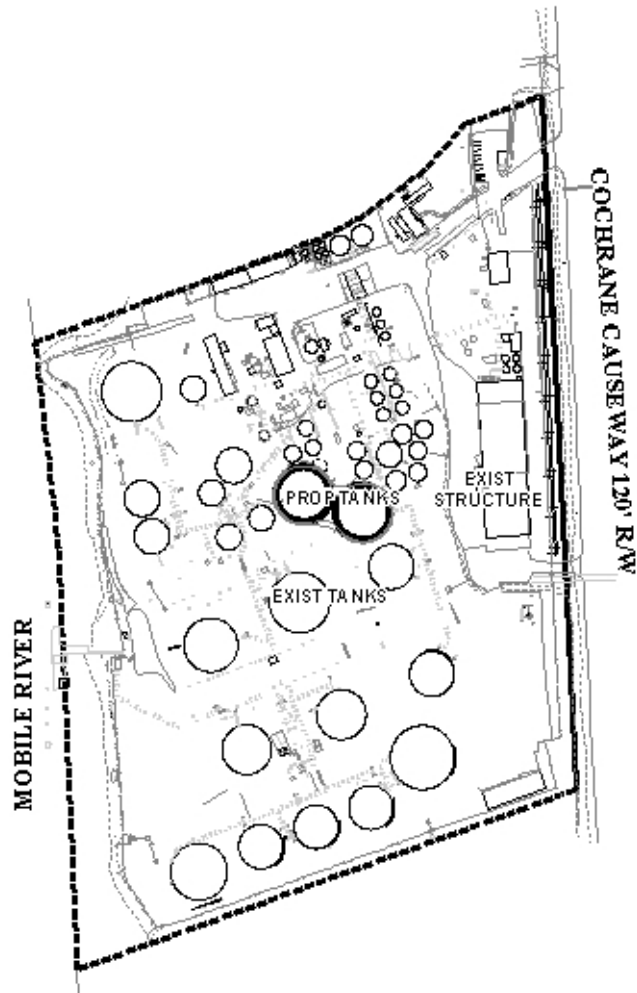 COCHRANE CAUSEWAY 120' R/W
PROP TANKS
EXIST
STRUCTURE
EXIST TANKS
MOBILE RIVER